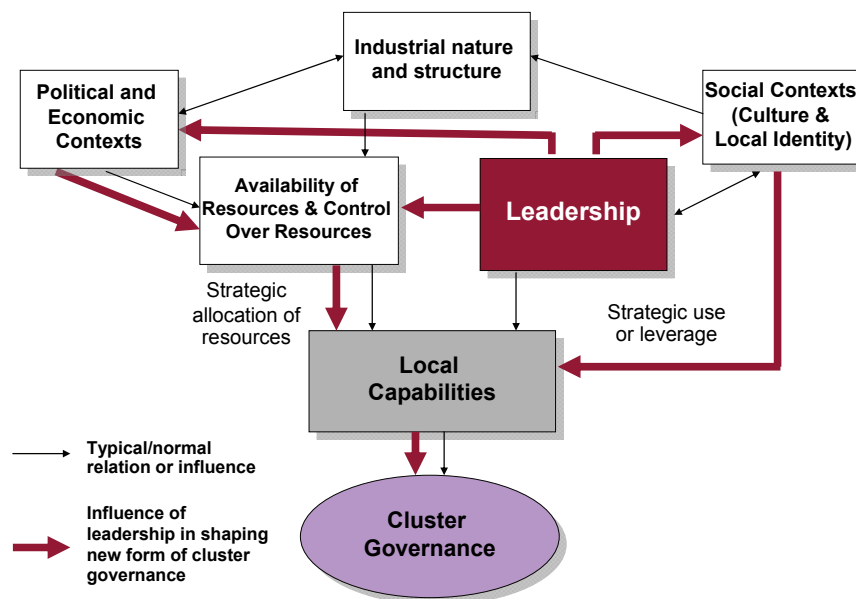 Industrial nature
and structure
Political and
Economic
Contexts
Social Contexts
(Culture &
Local Identity)
Availability of
Resources & Control
Over Resources
Leadership
Strategic
allocation of
resources
Strategic use
or leverage
Local
Capabilities
Typical/normal
relation or influence
Influence of
leadership in shaping
new form of cluster
governance
Cluster
Governance